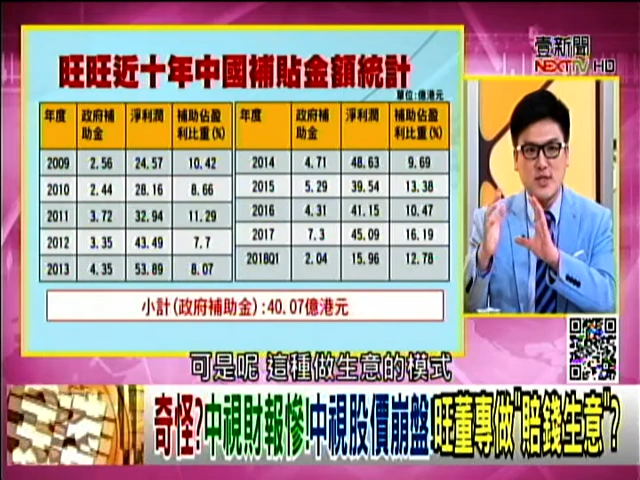 壹新聞
NEXTTV HD
旺旺近十年中國補貼金額統計
單位:億港元
年度 政府補助金 淨利潤 補助佔盈利比重(%)
2009 2.56 24.57 10.42
2010 2.44 28.16 8.66
2011 3.72 32.94 11.29
2012 3.35 43.49 7.7
2013 4.35 53.89 8.07
年度 政府補助金 淨利潤 補助佔盈利比重(%)
2014 4.71 48.63 9.69
2015 5.29 39.54 13.38
2016 4.31 41.15 10.47
2017 7.3 45.09 16.19
2018Q1 2.04 15.96 12.78
小計(政府補助金):40.07億港元
可是呢 這種做生意的模式
奇怪?中視財報慘!中視股價崩盤!旺董專做"賠錢生意"?